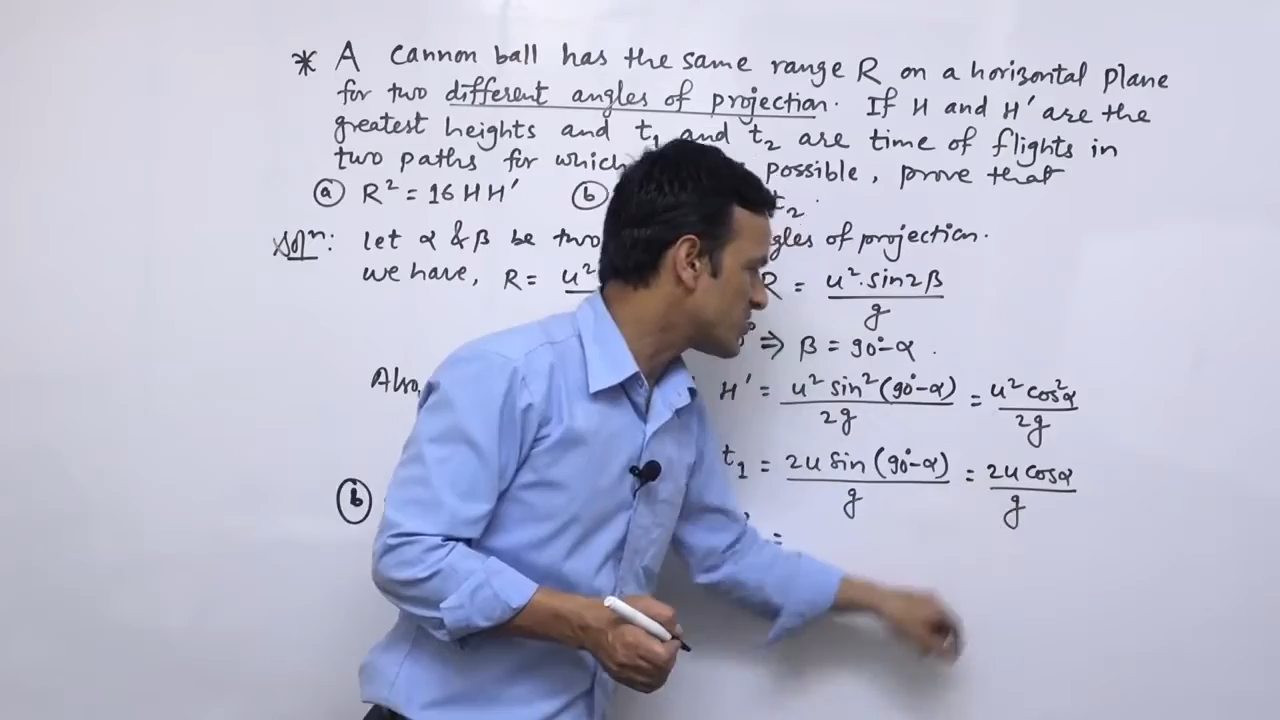 * A Cannon ball has the same range R on a horizontal plane
for two different angles of projection. If H and H' are the
greatest heights and t₁ and t₂ are time of flights in
two paths for which possible, prove that
(a) R² = 16 H H' (b) t₂.
Solⁿ: let α & β be two angles of projection.
we have, R = u² R = u².sin2β / g
⇒ β = 90°-α.
Also, H' = u² sin²(90°-α) / 2g = u² cos²α / 2g
t₁ = 2u sin(90°-α) / g = 2u cosα / g
(b) =